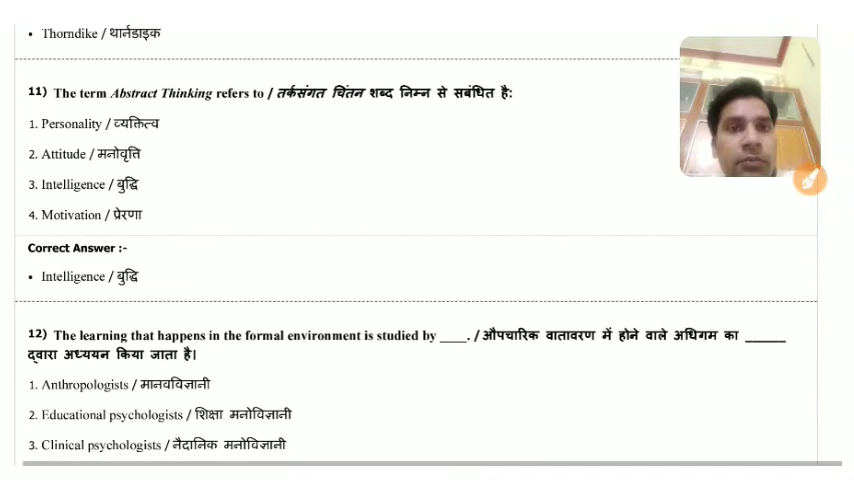 • Thorndike / थार्नडाइक
11) The term Abstract Thinking refers to / तर्कसंगत चिंतन शब्द निम्न से सबंधित है:
1. Personality / व्यक्तित्व
2. Attitude / मनोवृत्ति
3. Intelligence / बुद्धि
4. Motivation / प्रेरणा
Correct Answer :-
• Intelligence / बुद्धि
12) The learning that happens in the formal environment is studied by ____. / औपचारिक वातावरण में होने वाले अधिगम का ______
द्वारा अध्ययन किया जाता है।
1. Anthropologists / मानवविज्ञानी
2. Educational psychologists / शिक्षा मनोविज्ञानी
3. Clinical psychologists / नैदानिक मनोविज्ञानी